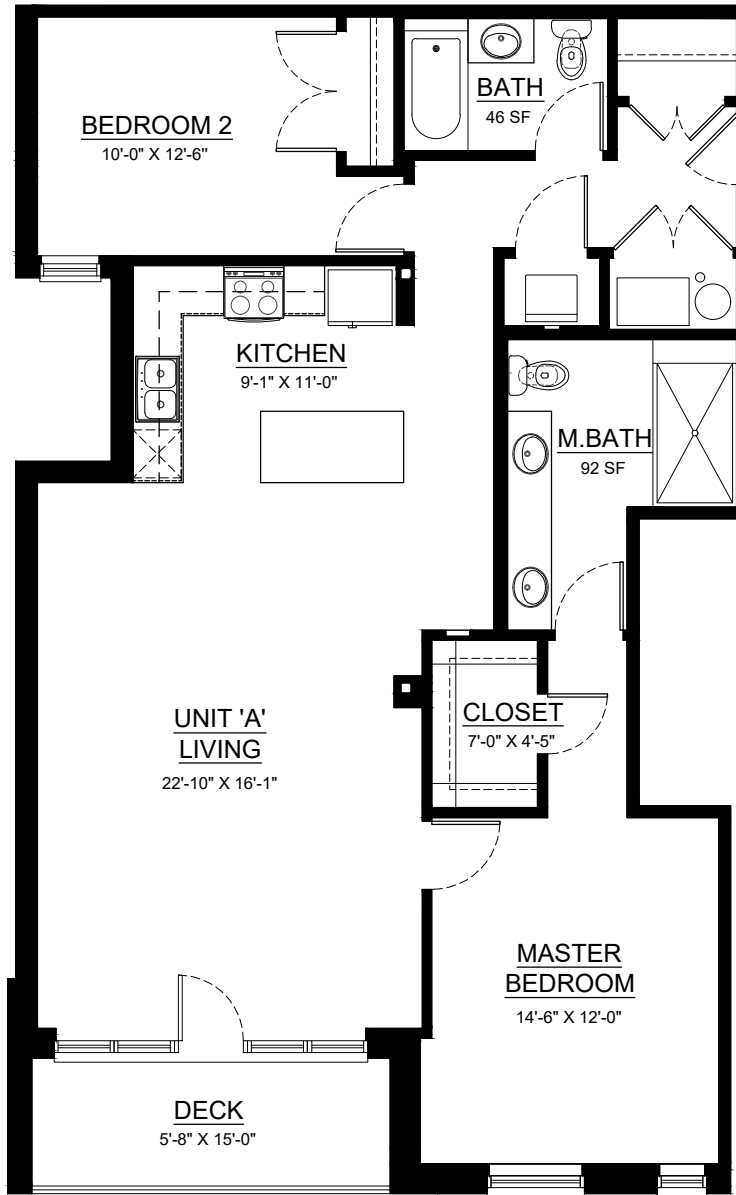 BATH
46 SF
BEDROOM 2
10'-0" X 12'-6"
KITCHEN
9'-1" X 11'-0"
M.BATH
92 SF
UNIT 'A'
LIVING
22'-10" X 16'-1"
CLOSET
7'-0" X 4'-5"
MASTER
BEDROOM
14'-6" X 12'-0"
DECK
5'-8" X 15'-0"